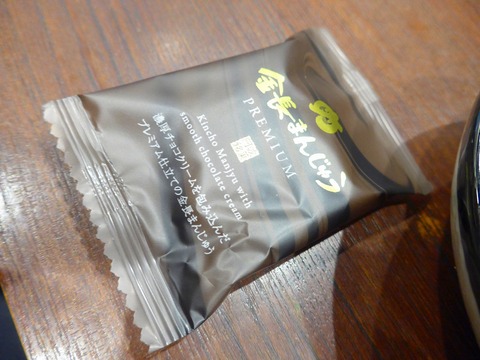 金長まんじゅう
PREMIUM
Kincho Manjyu with
smooth chocolate cream
濃厚チョコクリームを包み込んだ
プレミアム仕立ての金長まんじゅう